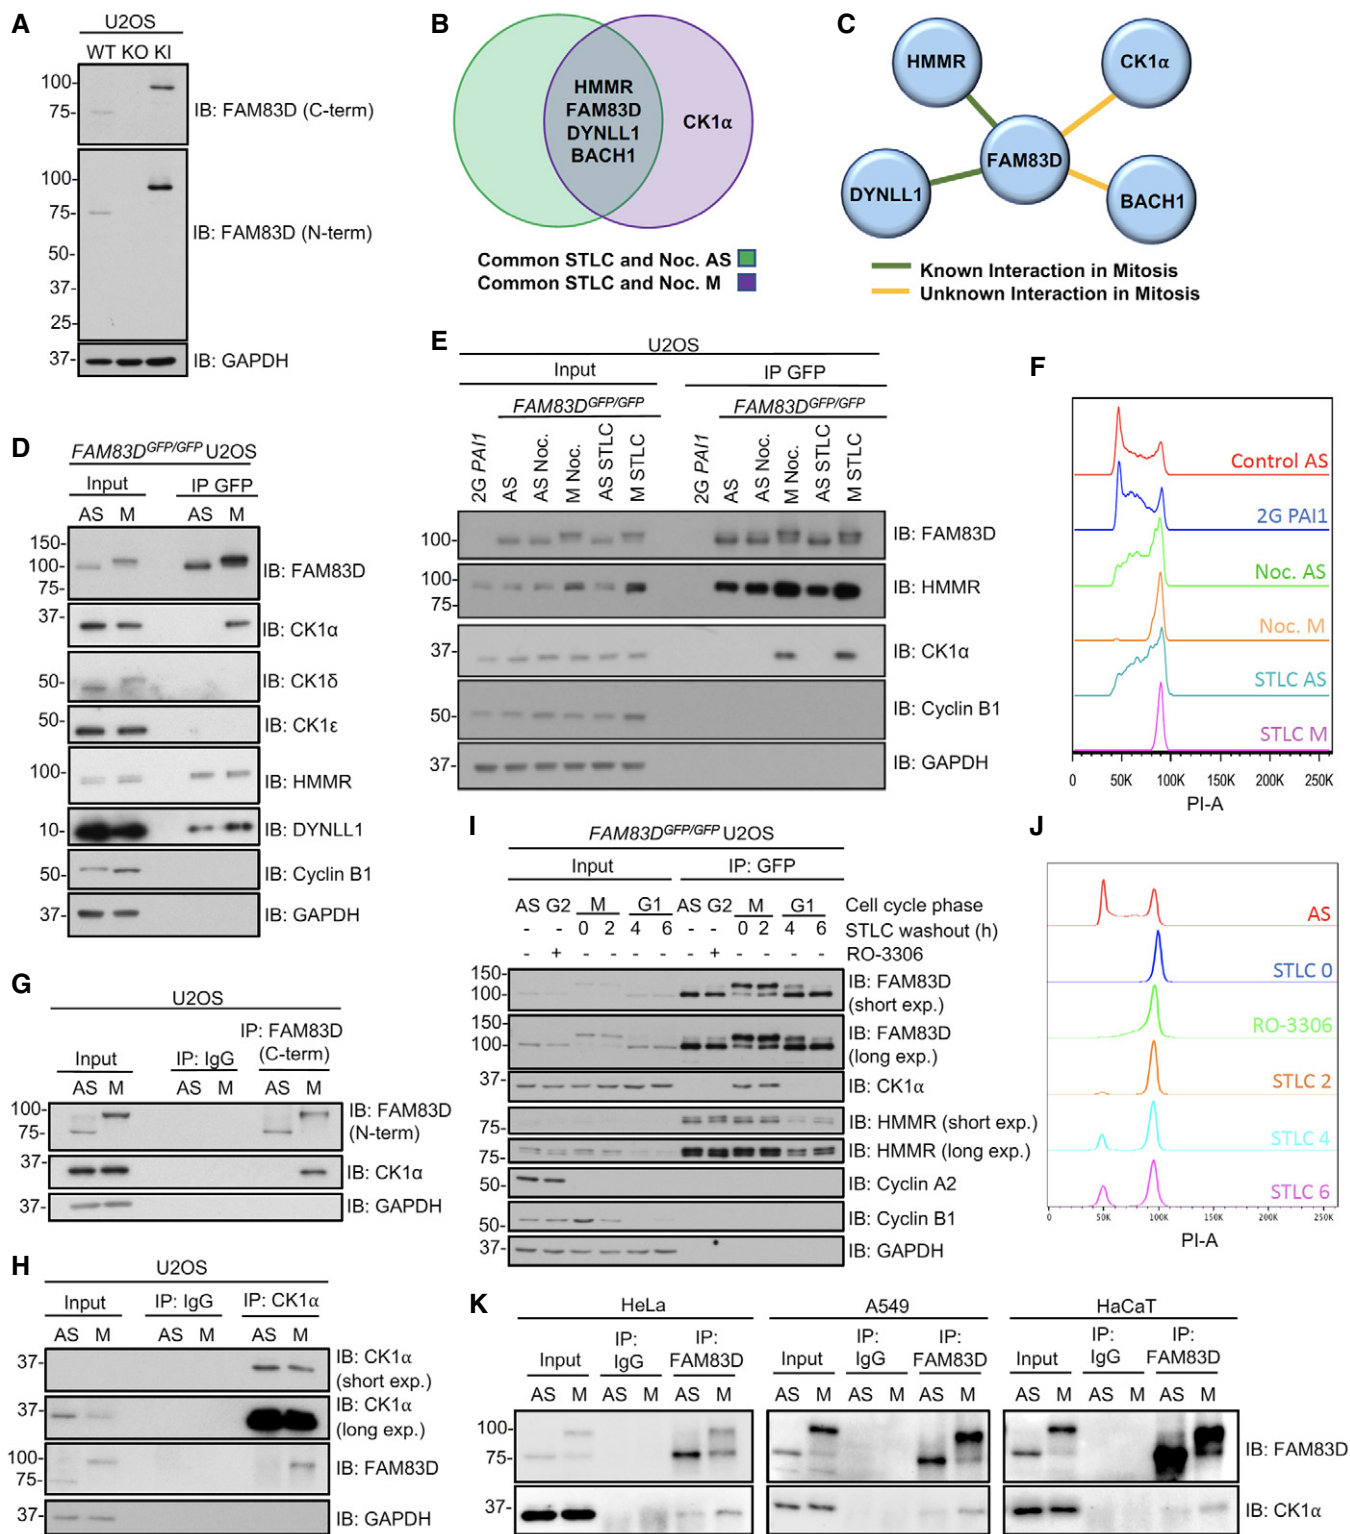 A
U2OS
WT KO KI
100-
75-
IB: FAM83D (C-term)
100-
75-
50-
37-
25-
IB: FAM83D (N-term)
37-
IB: GAPDH
B
HMMR
FAM83D
DYNLL1
BACH1
CK1α
Common STLC and Noc. AS
Common STLC and Noc. M
C
HMMR
CK1α
FAM83D
DYNLL1
BACH1
Known Interaction in Mitosis
Unknown Interaction in Mitosis
D
FAM83D^GFP/GFP U2OS
Input IP GFP
AS M AS M
150-
100-
75-
IB: FAM83D
37-
IB: CK1α
50-
IB: CK1δ
50-
IB: CK1ε
100-
IB: HMMR
10-
IB: DYNLL1
50-
IB: Cyclin B1
37-
IB: GAPDH
E
U2OS
Input IP GFP
FAM83D^GFP/GFP FAM83D^GFP/GFP
2G PAI1 AS AS Noc. M Noc. AS STLC M STLC 2G PAI1 AS AS Noc. M Noc. AS STLC M STLC
100-
IB: FAM83D
100-
75-
IB: HMMR
37-
IB: CK1α
50-
IB: Cyclin B1
37-
IB: GAPDH
F
Control AS
2G PAI1
Noc. AS
Noc. M
STLC AS
STLC M
0 50K 100K 150K 200K 250K
PI-A
G
U2OS
Input IP: IgG IP: FAM83D (C-term)
AS M AS M AS M
100-
75-
IB: FAM83D
(N-term)
37-
IB: CK1α
37-
IB: GAPDH
H
U2OS
Input IP: IgG IP: CK1α
AS M AS M AS M
37-
IB: CK1α
(short exp.)
37-
IB: CK1α
(long exp.)
100-
75-
IB: FAM83D
37-
IB: GAPDH
I
FAM83D^GFP/GFP U2OS
Input IP: GFP
AS G2 M G1 AS G2 M G1 Cell cycle phase
- - 0 2 4 6 - - 0 2 4 6 STLC washout (h)
- + - - - - - + - - - - RO-3306
150-
100-
IB: FAM83D
(short exp.)
150-
100-
IB: FAM83D
(long exp.)
37-
IB: CK1α
75-
IB: HMMR (short exp.)
75-
IB: HMMR (long exp.)
50-
IB: Cyclin A2
50-
IB: Cyclin B1
37-
IB: GAPDH
J
AS
STLC 0
RO-3306
STLC 2
STLC 4
STLC 6
0 50K 100K 150K 200K 250K
PI-A
K
HeLa A549 HaCaT
Input IP: IgG IP: FAM83D Input IP: IgG IP: FAM83D Input IP: IgG IP: FAM83D
AS M AS M AS M AS M AS M AS M AS M AS M AS M
100-
75-
IB: FAM83D
37-
IB: CK1α